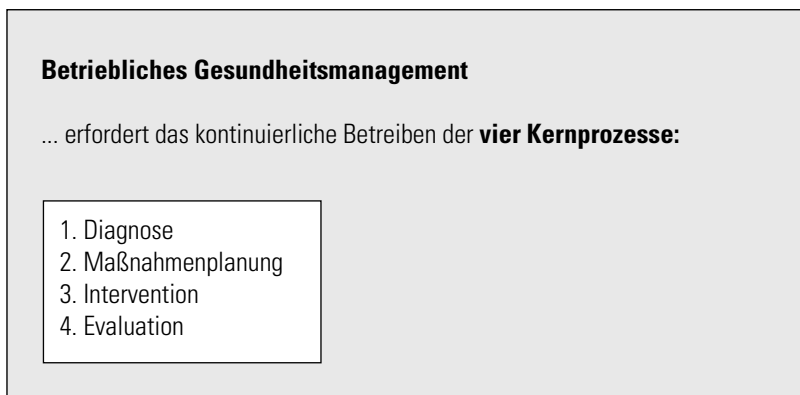 Betriebliches Gesundheitsmanagement
... erfordert das kontinuierliche Betreiben der vier Kernprozesse:
1. Diagnose
2. Maßnahmenplanung
3. Intervention
4. Evaluation